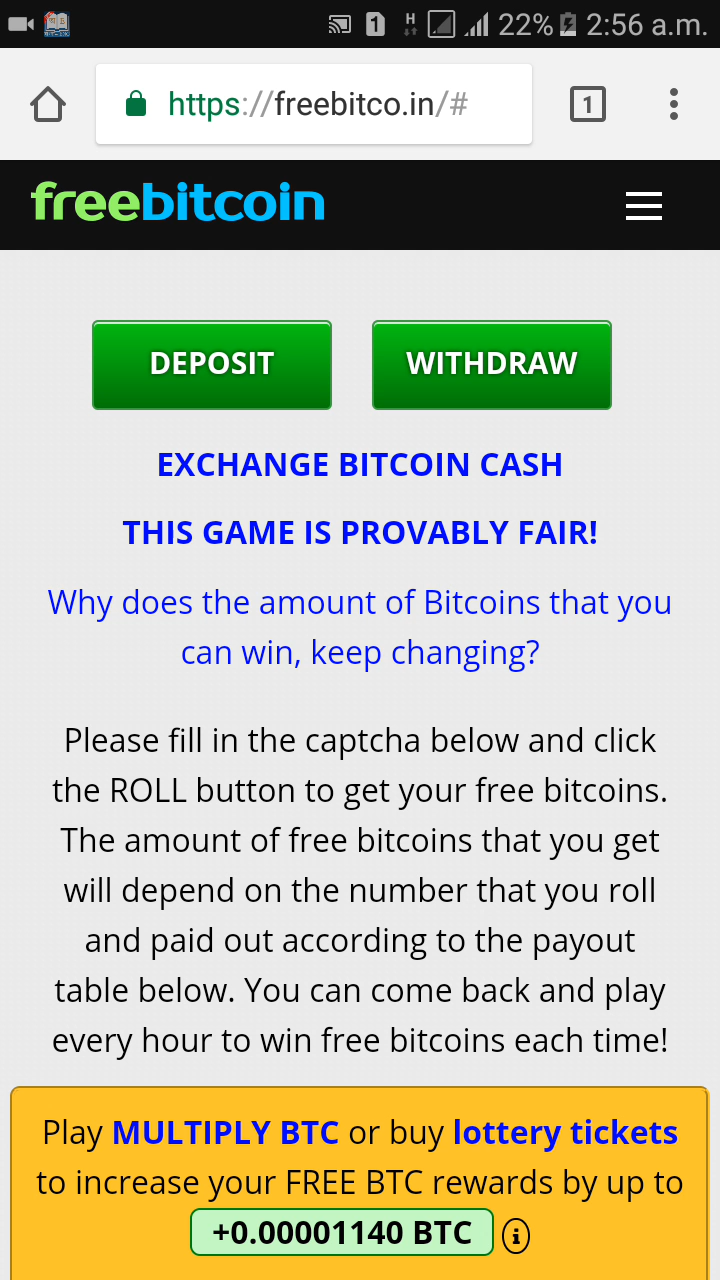 1 H 22% 2:56 a.m.
https://freebitco.in/#
1
freebitcoin
DEPOSIT WITHDRAW
EXCHANGE BITCOIN CASH
THIS GAME IS PROVABLY FAIR!
Why does the amount of Bitcoins that you
can win, keep changing?
Please fill in the captcha below and click
the ROLL button to get your free bitcoins.
The amount of free bitcoins that you get
will depend on the number that you roll
and paid out according to the payout
table below. You can come back and play
every hour to win free bitcoins each time!
Play MULTIPLY BTC or buy lottery tickets
to increase your FREE BTC rewards by up to
+0.00001140 BTC i